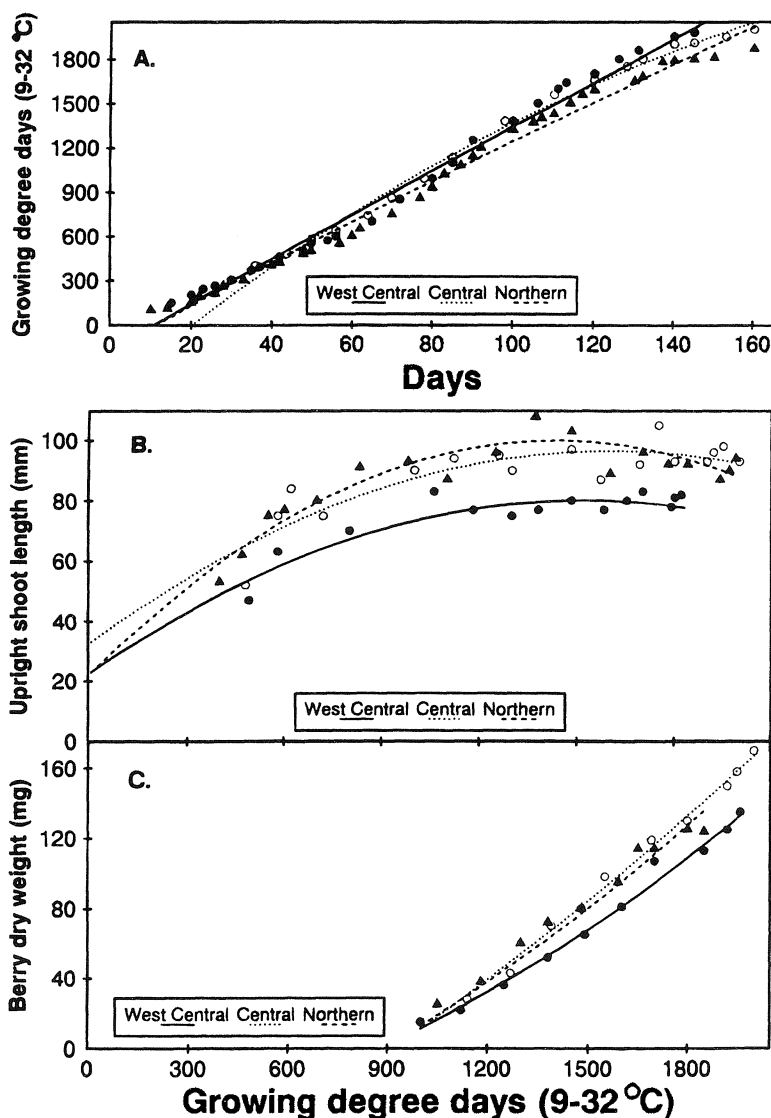 A.
Growing degree days (9-32 °C)
1800
1500
1200
900
600
300
0
West Central Central Northern
0 20 40 60 80 100 120 140 160
Days
B.
Upright shoot length (mm)
100
80
60
40
20
0
West Central Central Northern
C.
Berry dry weight (mg)
160
120
80
40
0
West Central Central Northern
0 300 600 900 1200 1500 1800
Growing degree days (9-32 °C)